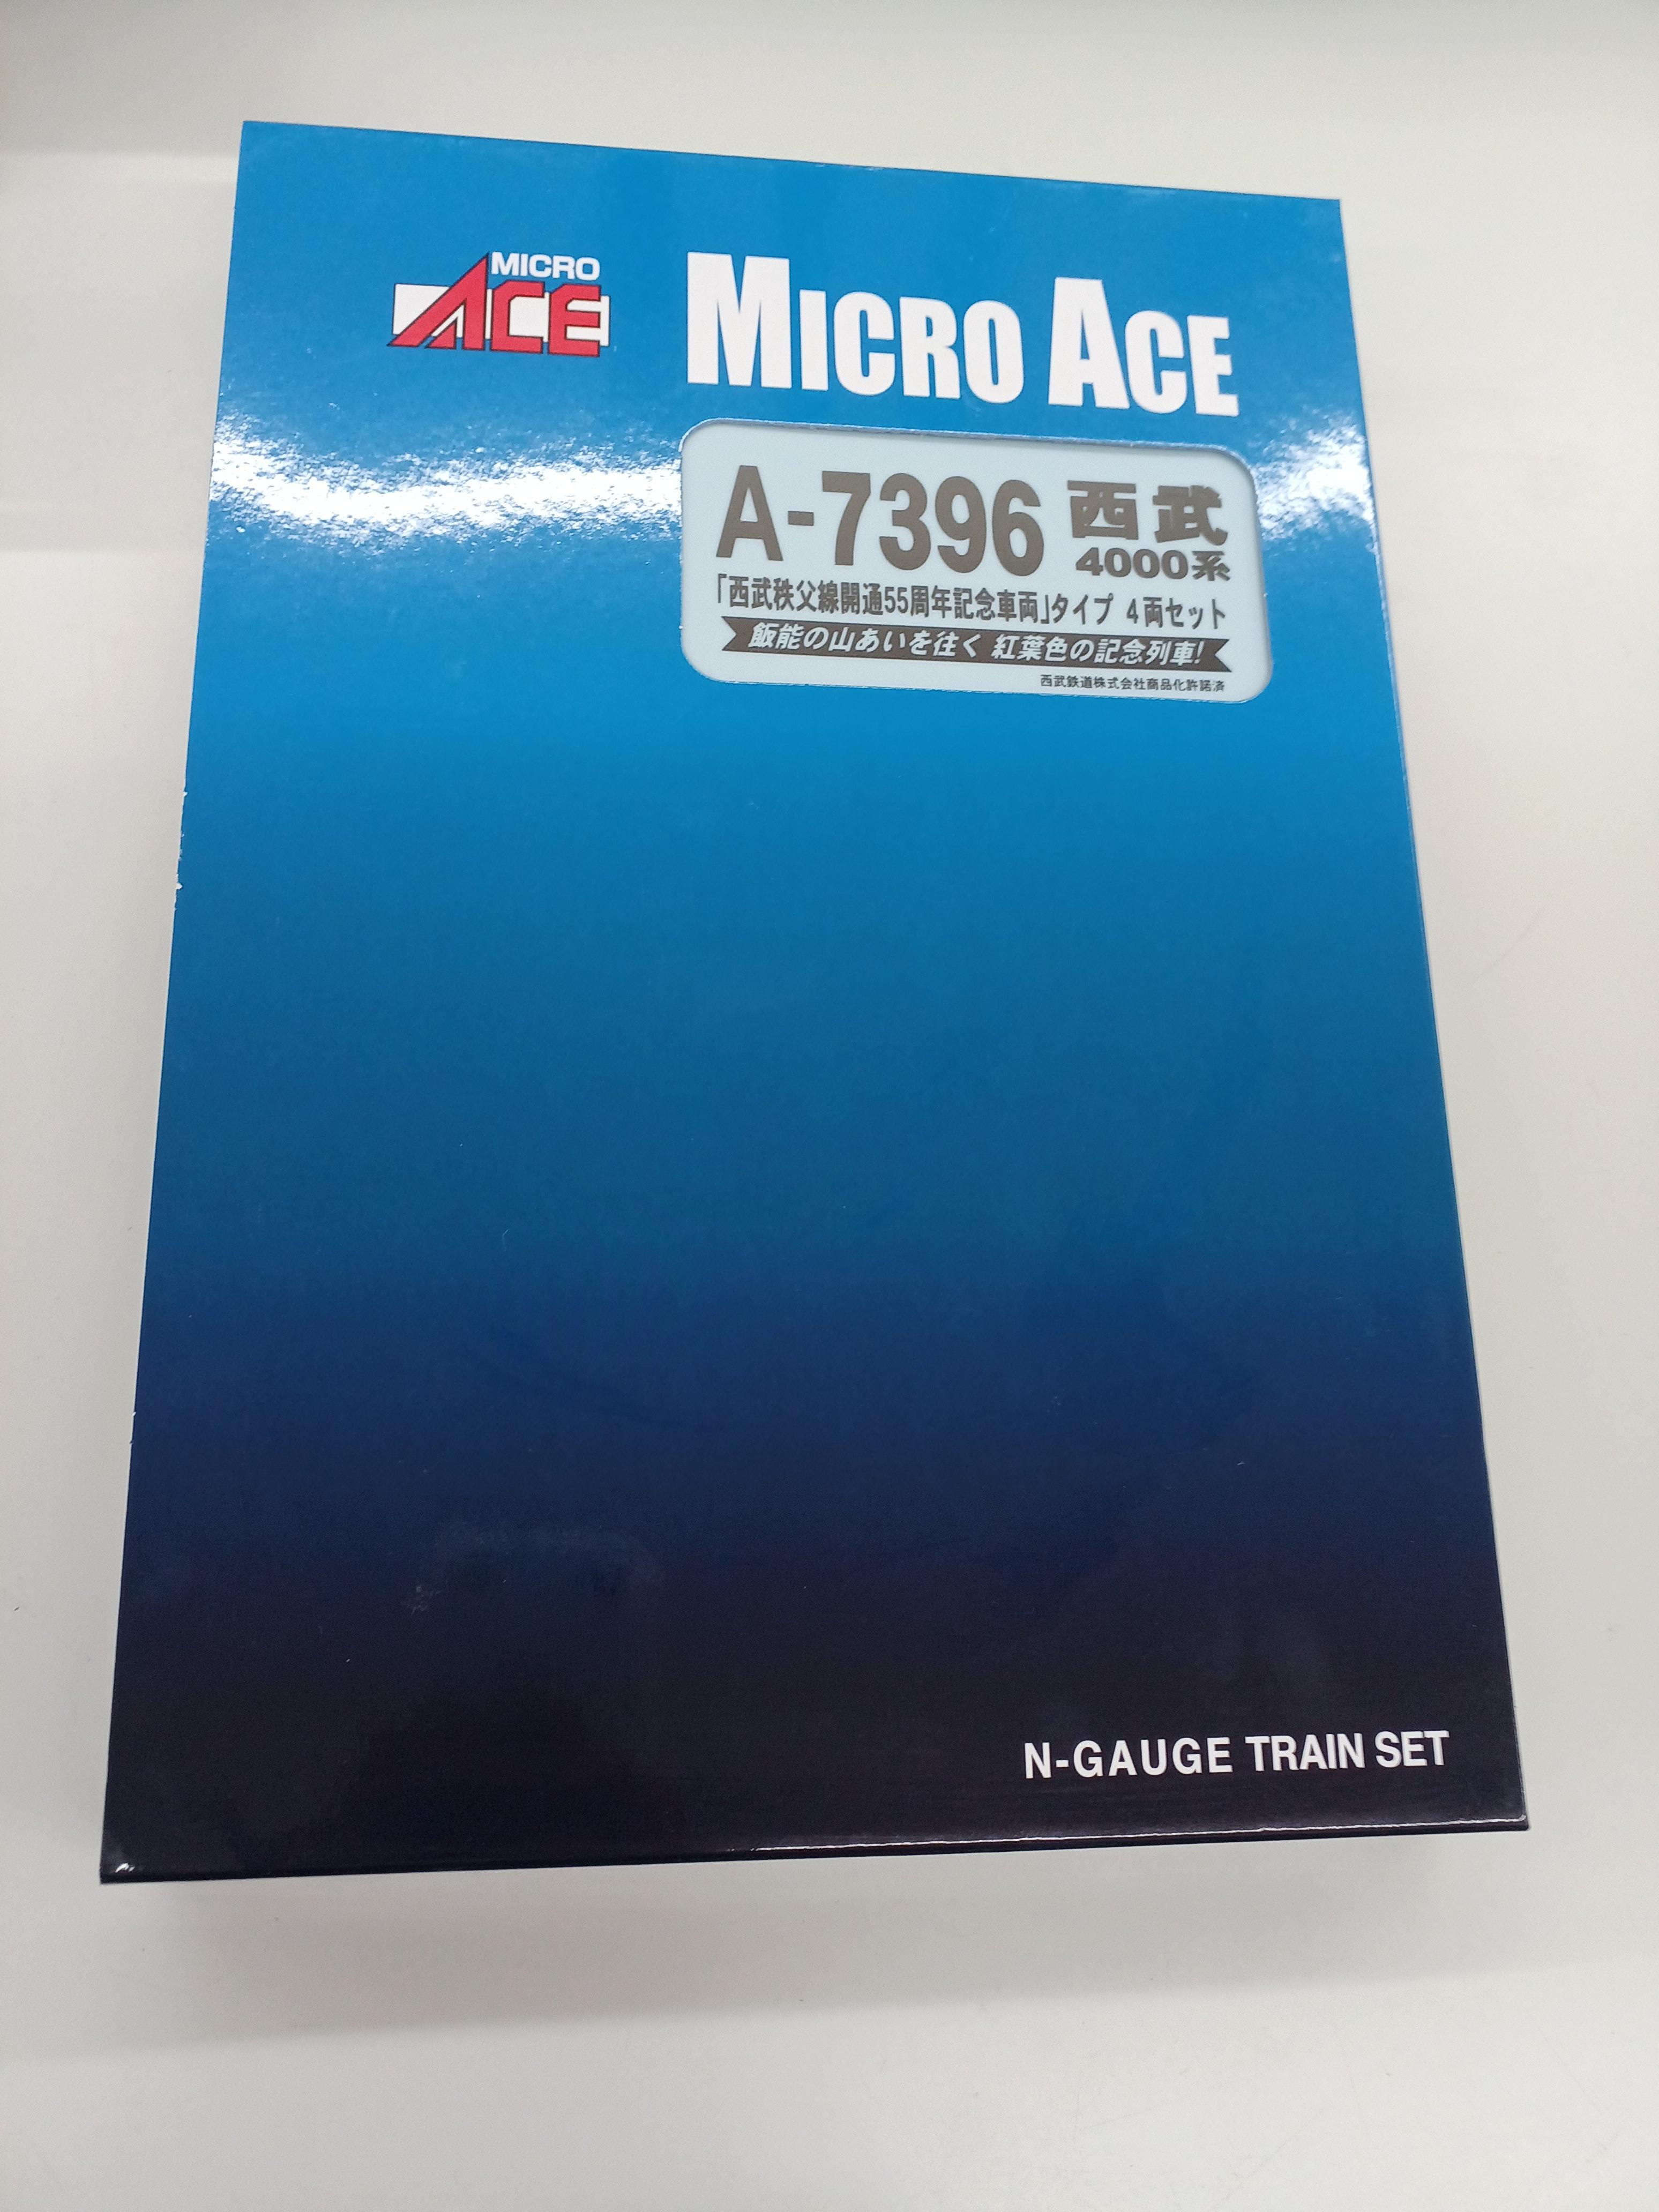 MICRO
ACE
MICRO ACE
A-7396 西武
4000系
「西武秩父線開通55周年記念車両」タイプ 4両セット
飯能の山あいを往く 紅葉色の記念列車!
西武鉄道株式会社商品化許諾済
N-GAUGE TRAIN SET